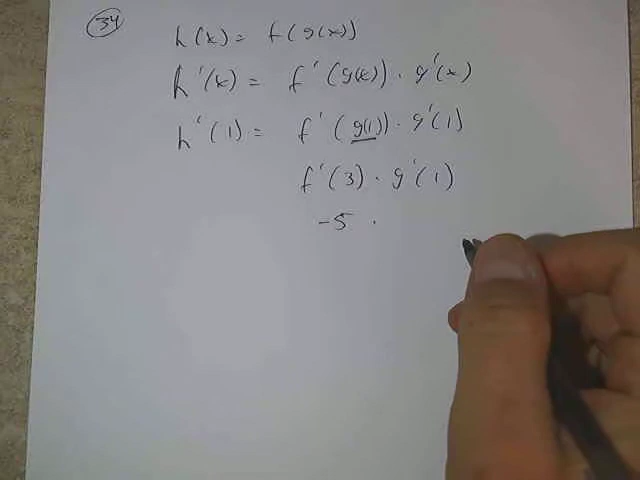 34
h(x) = f(g(x))
h'(x) = f'(g(x)) · g'(x)
h'(1) = f'(g(1)) · g'(1)
f'(3) · g'(1)
-5 ·